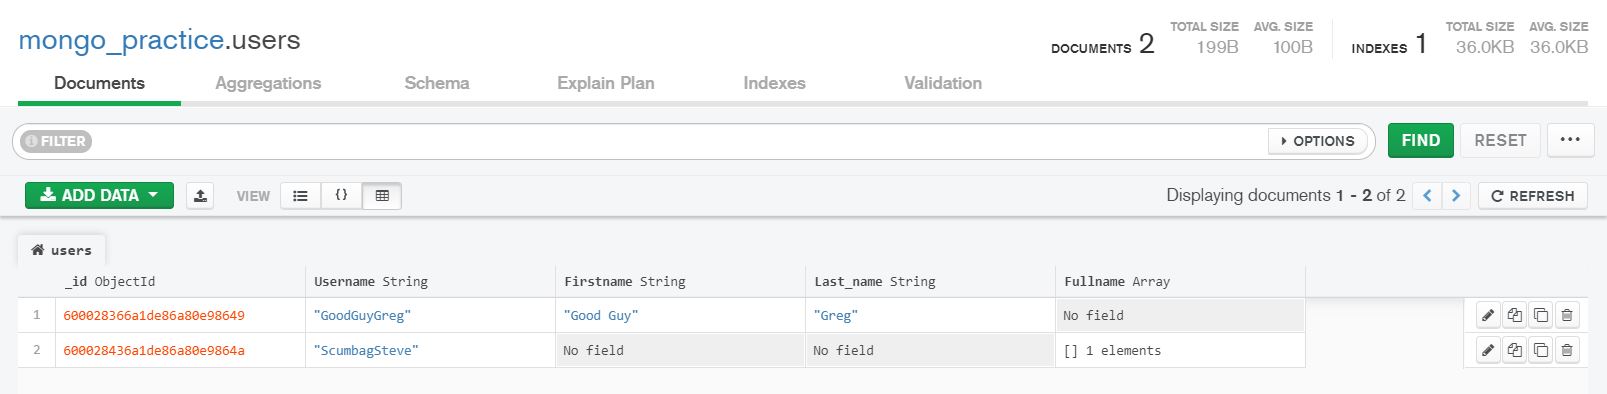 mongo_practice.users
DOCUMENTS 2 TOTAL SIZE 199B AVG. SIZE 100B INDEXES 1 TOTAL SIZE 36.0KB AVG. SIZE 36.0KB
Documents Aggregations Schema Explain Plan Indexes Validation
FILTER OPTIONS FIND RESET ...
ADD DATA VIEW {} Displaying documents 1 - 2 of 2 REFRESH
users
_id ObjectId Username String Firstname String Last_name String Fullname Array
1 600028366a1de86a80e98649 "GoodGuyGreg" "Good Guy" "Greg" No field
2 600028436a1de86a80e9864a "ScumbagSteve" No field No field [] 1 elements